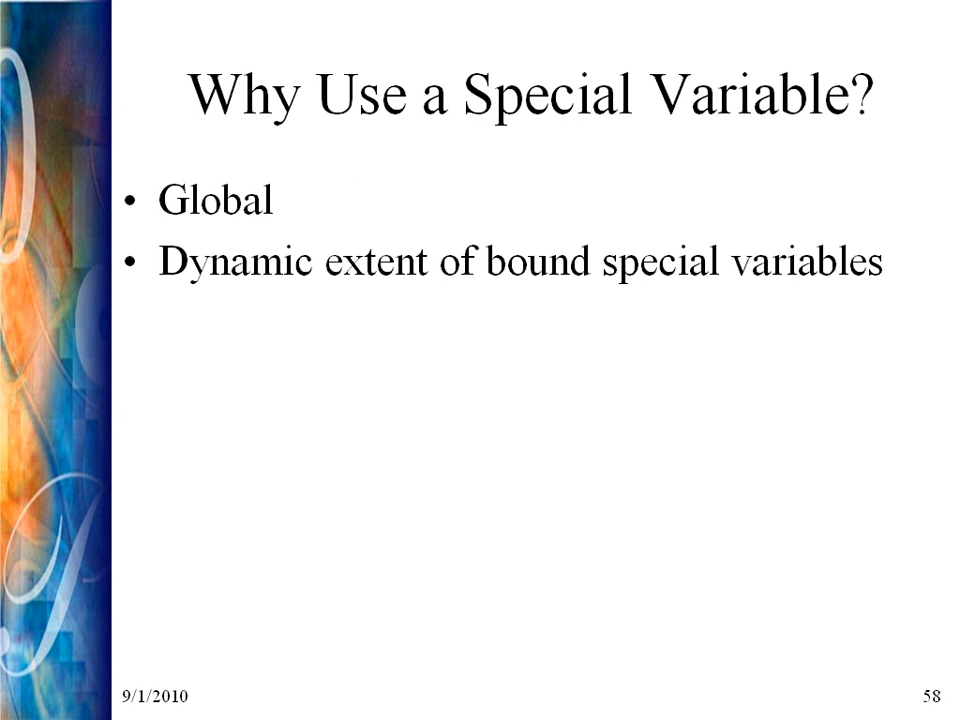 Why Use a Special Variable?
• Global
• Dynamic extent of bound special variables
9/1/2010
58